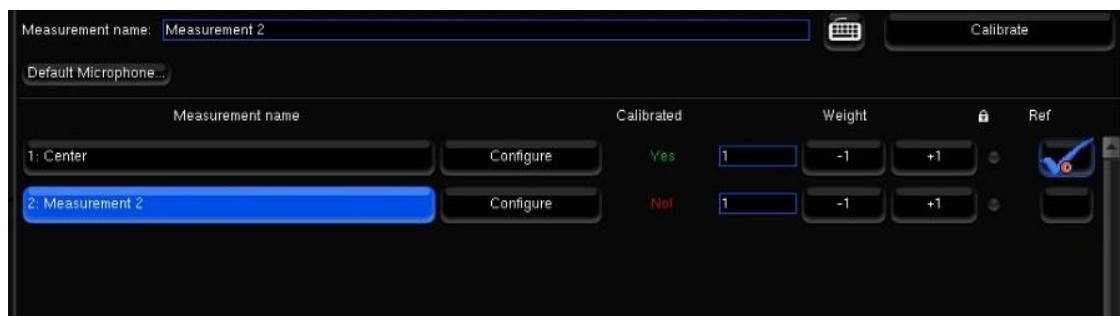 Measurement name: Measurement 2 Calibrate
Default Microphone...
Measurement name Calibrated Weight Ref
1: Center Configure Yes 1 -1 +1
2: Measurement 2 Configure No! 1 -1 +1